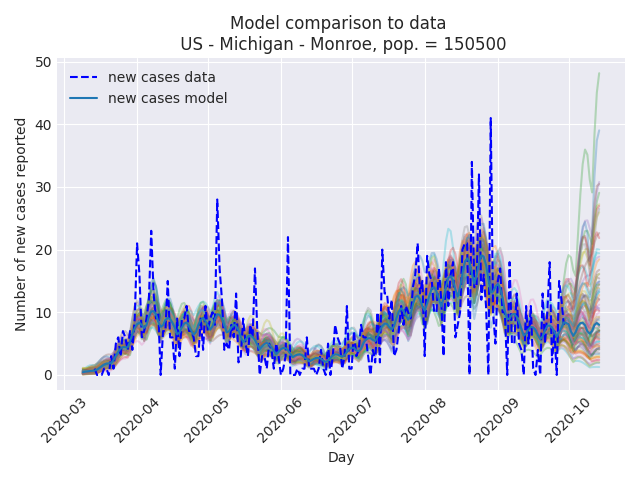 Model comparison to data
US - Michigan - Monroe, pop. = 150500
new cases data
new cases model
Number of new cases reported
50
40
30
20
10
0
2020-03
2020-04
2020-05
2020-06
2020-07
2020-08
2020-09
2020-10
Day